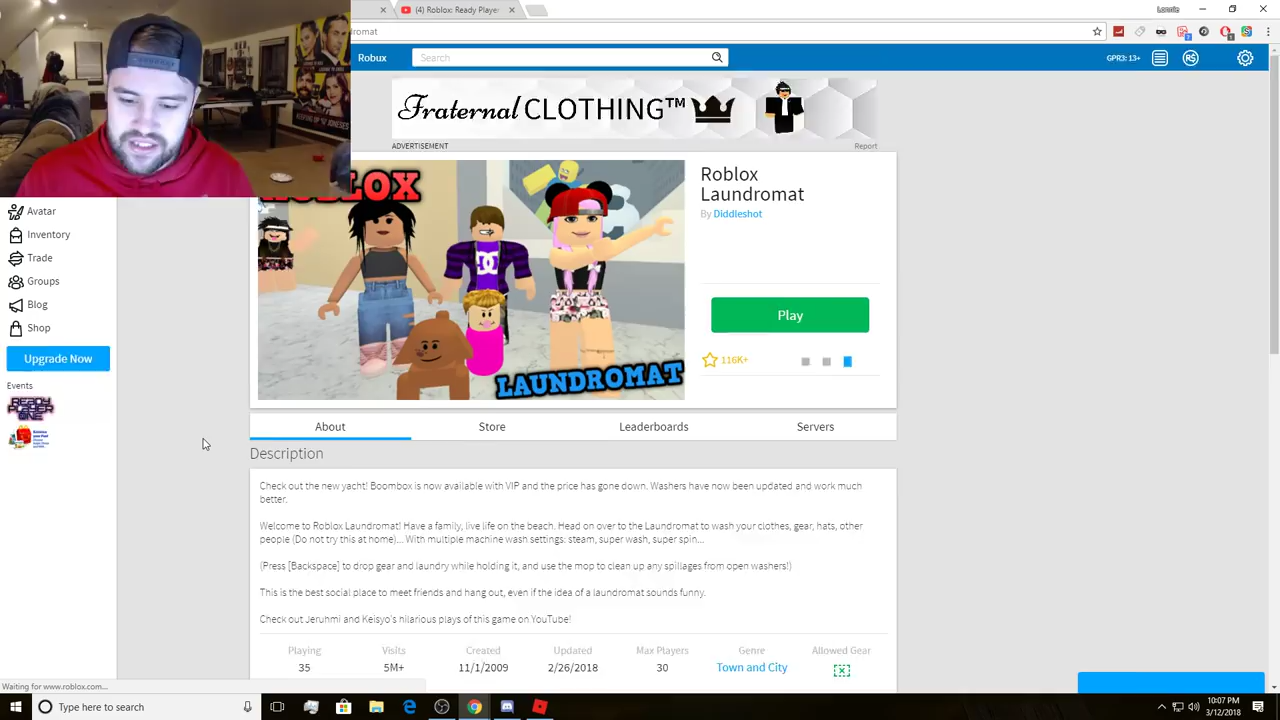 (4) Roblox: Ready Player
Lonnie
romat
Robux
Search
GPR3: 13+
Fraternal CLOTHING™
ADVERTISEMENT
Report
Avatar
Inventory
Trade
Groups
Blog
Shop
Upgrade Now
Events
READY PLAYER ONE
ROBLOX
LAUNDROMAT
Roblox
Laundromat
By Diddleshot
Play
116K+
About
Store
Leaderboards
Servers
Description
Check out the new yacht! Boombox is now available with VIP and the price has gone down. Washers have now been updated and work much
better.
Welcome to Roblox Laundromat! Have a family, live life on the beach. Head on over to the Laundromat to wash your clothes, gear, hats, other
people (Do not try this at home)... With multiple machine wash settings: steam, super wash, super spin...
(Press [Backspace] to drop gear and laundry while holding it, and use the mop to clean up any spillages from open washers!)
This is the best social place to meet friends and hang out, even if the idea of a laundromat sounds funny.
Check out Jeruhmi and Keisyo's hilarious plays of this game on YouTube!
Playing
Visits
Created
Updated
Max Players
Genre
Allowed Gear
35
5M+
11/1/2009
2/26/2018
30
Town and City
Waiting for www.roblox.com...
Type here to search
10:07 PM
3/12/2018